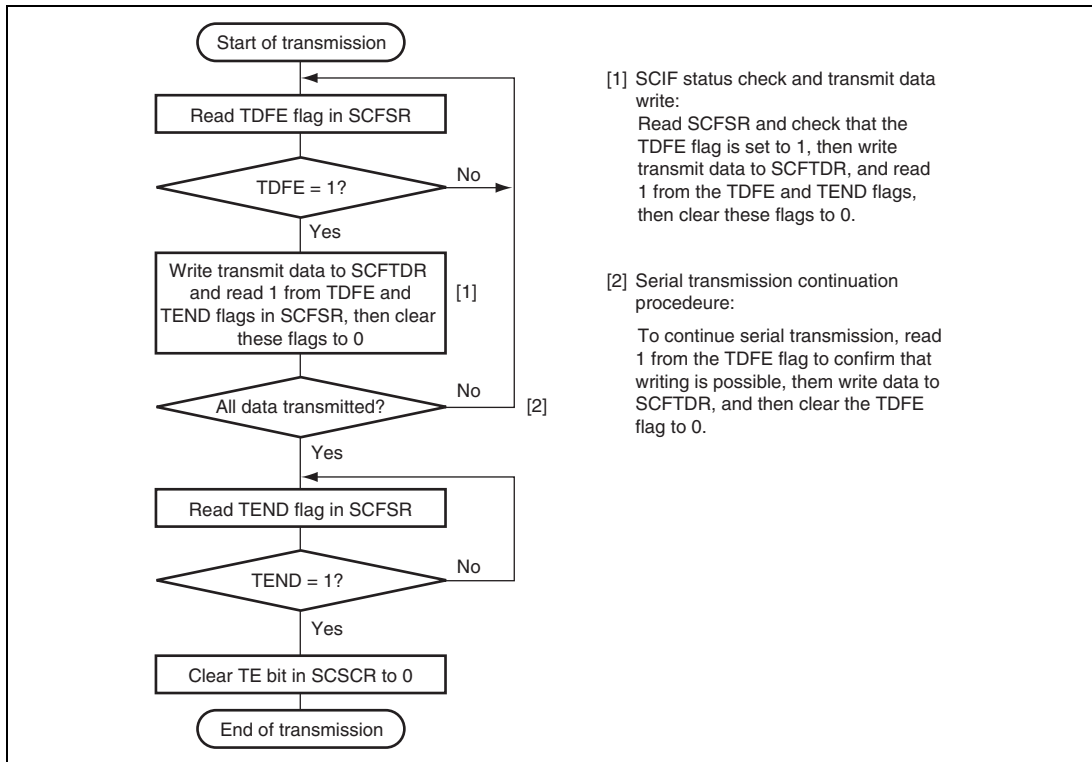 Start of transmission
Read TDFE flag in SCFSR
TDFE = 1?
No
Yes
Write transmit data to SCFTDR
and read 1 from TDFE and
TEND flags in SCFSR, then clear
these flags to 0
[1]
All data transmitted?
No
[2]
Yes
Read TEND flag in SCFSR
TEND = 1?
No
Yes
Clear TE bit in SCSCR to 0
End of transmission
[1] SCIF status check and transmit data
write:
Read SCFSR and check that the
TDFE flag is set to 1, then write
transmit data to SCFTDR, and read
1 from the TDFE and TEND flags,
then clear these flags to 0.
[2] Serial transmission continuation
procedeure:
To continue serial transmission, read
1 from the TDFE flag to confirm that
writing is possible, them write data to
SCFTDR, and then clear the TDFE
flag to 0.